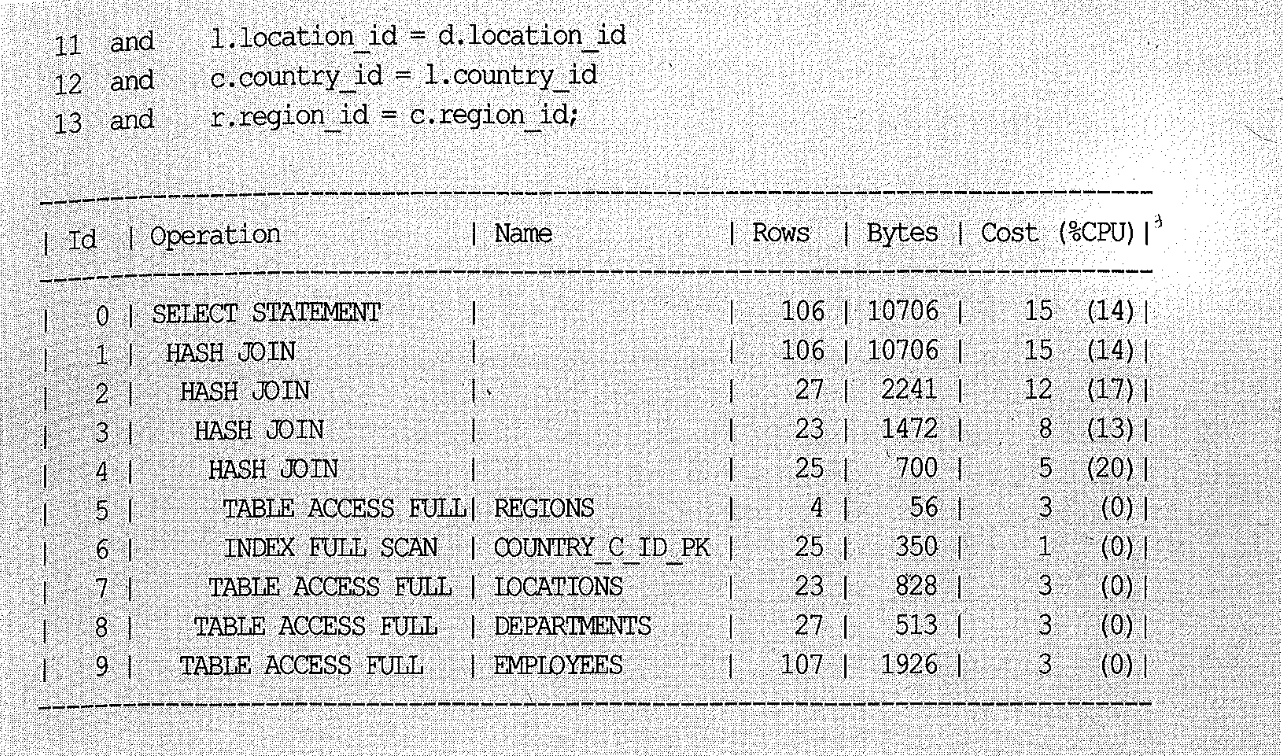 11 and l.location_id = d.location_id
12 and c.country_id = l.country_id
13 and r.region_id = c.region_id;
------------------------------------------------------------------------------
| Id | Operation | Name | Rows | Bytes | Cost (%CPU)|
------------------------------------------------------------------------------
| 0 | SELECT STATEMENT | | 106 | 10706 | 15 (14)|
| 1 | HASH JOIN | | 106 | 10706 | 15 (14)|
| 2 | HASH JOIN | | 27 | 2241 | 12 (17)|
| 3 | HASH JOIN | | 23 | 1472 | 8 (13)|
| 4 | HASH JOIN | | 25 | 700 | 5 (20)|
| 5 | TABLE ACCESS FULL| REGIONS | 4 | 56 | 3 (0)|
| 6 | INDEX FULL SCAN | COUNTRY_C_ID_PK | 25 | 350 | 1 (0)|
| 7 | TABLE ACCESS FULL | LOCATIONS | 23 | 828 | 3 (0)|
| 8 | TABLE ACCESS FULL | DEPARTMENTS | 27 | 513 | 3 (0)|
| 9 | TABLE ACCESS FULL | EMPLOYEES | 107 | 1926 | 3 (0)|
------------------------------------------------------------------------------